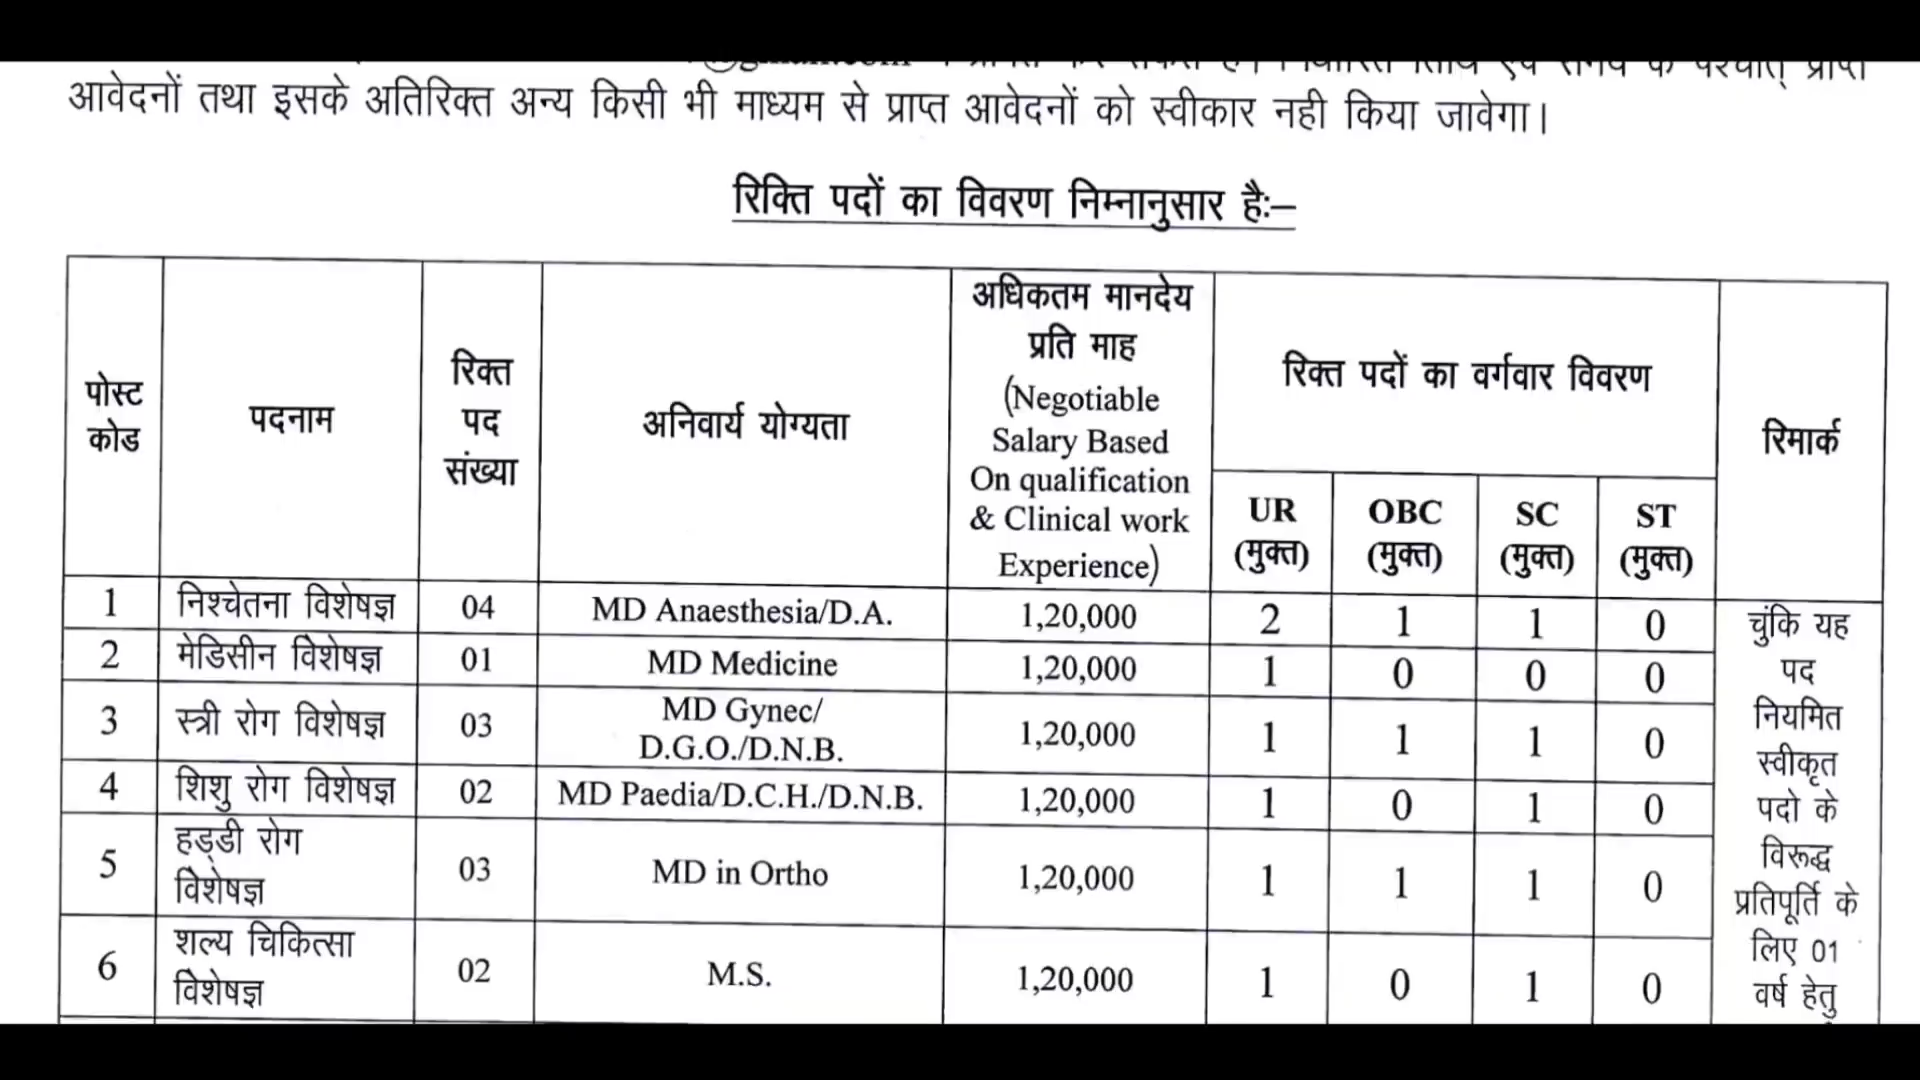 आवेदनों तथा इसके अतिरिक्त अन्य किसी भी माध्यम से प्राप्त आवेदनों को स्वीकार नही किया जावेगा।
रिक्ति पदों का विवरण निम्नानुसार हैः–
पोस्ट कोड
पदनाम
रिक्त पद संख्या
अनिवार्य योग्यता
अधिकतम मानदेय
प्रति माह
(Negotiable
Salary Based
On qualification
& Clinical work
Experience)
रिक्त पदों का वर्गवार विवरण
रिमार्क
UR (मुक्त) OBC (मुक्त) SC (मुक्त) ST (मुक्त)
1 निश्चेतना विशेषज्ञ 04 MD Anaesthesia/D.A. 1,20,000 2 1 1 0
2 मेडिसीन विशेषज्ञ 01 MD Medicine 1,20,000 1 0 0 0
3 स्त्री रोग विशेषज्ञ 03 MD Gynec/ D.G.O./D.N.B. 1,20,000 1 1 1 0
4 शिशु रोग विशेषज्ञ 02 MD Paedia/D.C.H./D.N.B. 1,20,000 1 0 1 0
5 हड्डी रोग विशेषज्ञ 03 MD in Ortho 1,20,000 1 1 1 0
6 शल्य चिकित्सा विशेषज्ञ 02 M.S. 1,20,000 1 0 1 0
चुंकि यह
पद
नियमित
स्वीकृत
पदो के
विरूद्ध
प्रतिपूर्ति के
लिए 01
वर्ष हेतु